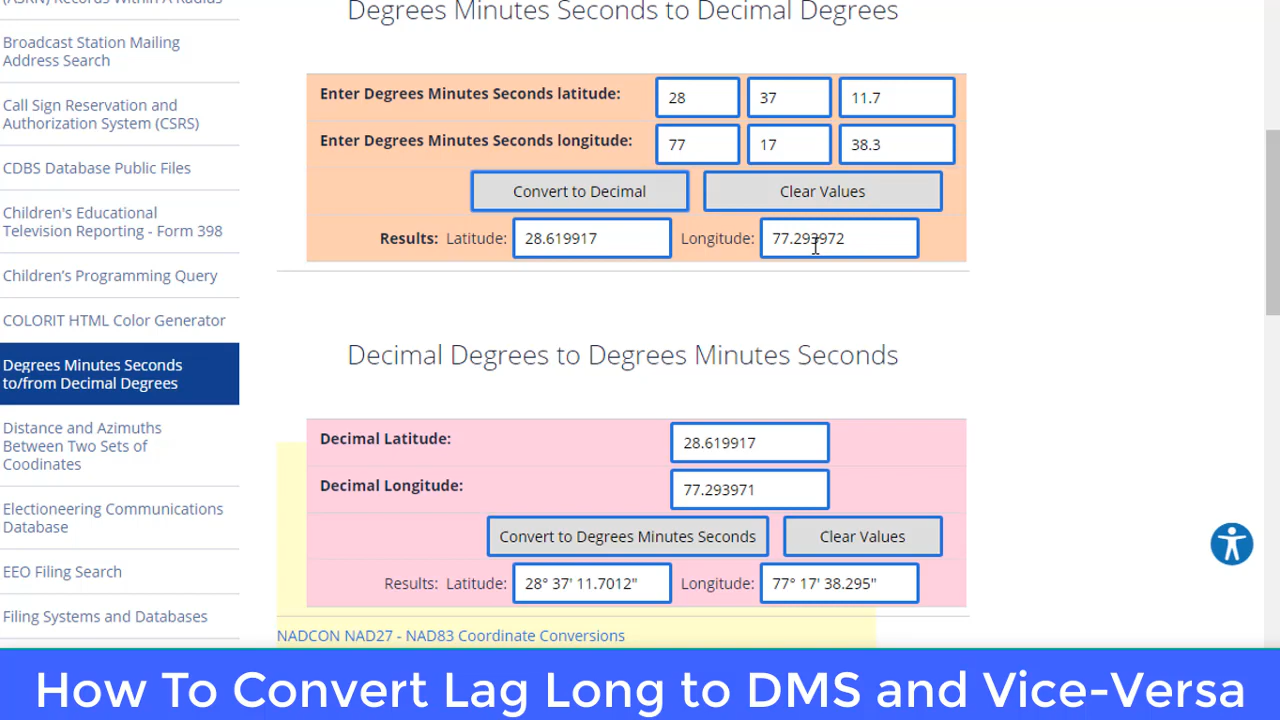 (ASRN) Records Within A Radius
Broadcast Station Mailing
Address Search
Call Sign Reservation and
Authorization System (CSRS)
CDBS Database Public Files
Children's Educational
Television Reporting - Form 398
Children's Programming Query
COLORIT HTML Color Generator
Degrees Minutes Seconds
to/from Decimal Degrees
Distance and Azimuths
Between Two Sets of
Coodinates
Electioneering Communications
Database
EEO Filing Search
Filing Systems and Databases
Degrees Minutes Seconds to Decimal Degrees
Enter Degrees Minutes Seconds latitude: 28 37 11.7
Enter Degrees Minutes Seconds longitude: 77 17 38.3
Convert to Decimal Clear Values
Results: Latitude: 28.619917 Longitude: 77.293972
Decimal Degrees to Degrees Minutes Seconds
Decimal Latitude: 28.619917
Decimal Longitude: 77.293971
Convert to Degrees Minutes Seconds Clear Values
Results: Latitude: 28° 37' 11.7012" Longitude: 77° 17' 38.295"
NADCON NAD27 - NAD83 Coordinate Conversions
How To Convert Lag Long to DMS and Vice-Versa